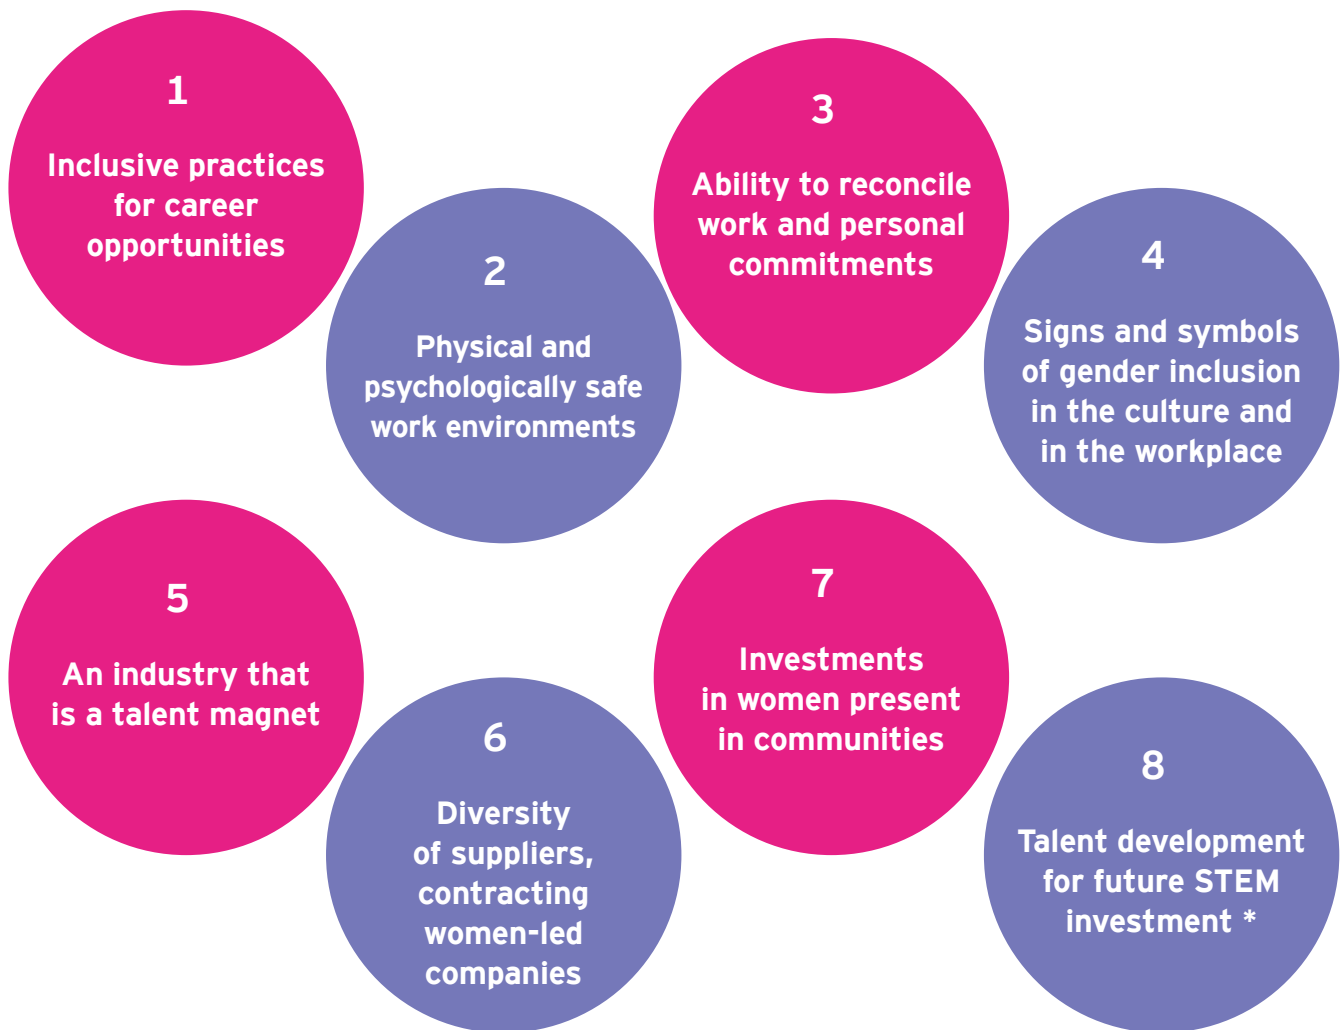 1
Inclusive practices
for career
opportunities
2
Physical and
psychologically safe
work environments
3
Ability to reconcile
work and personal
commitments
4
Signs and symbols
of gender inclusion
in the culture and
in the workplace
5
An industry that
is a talent magnet
6
Diversity
of suppliers,
contracting
women-led
companies
7
Investments
in women present
in communities
8
Talent development
for future STEM
investment *